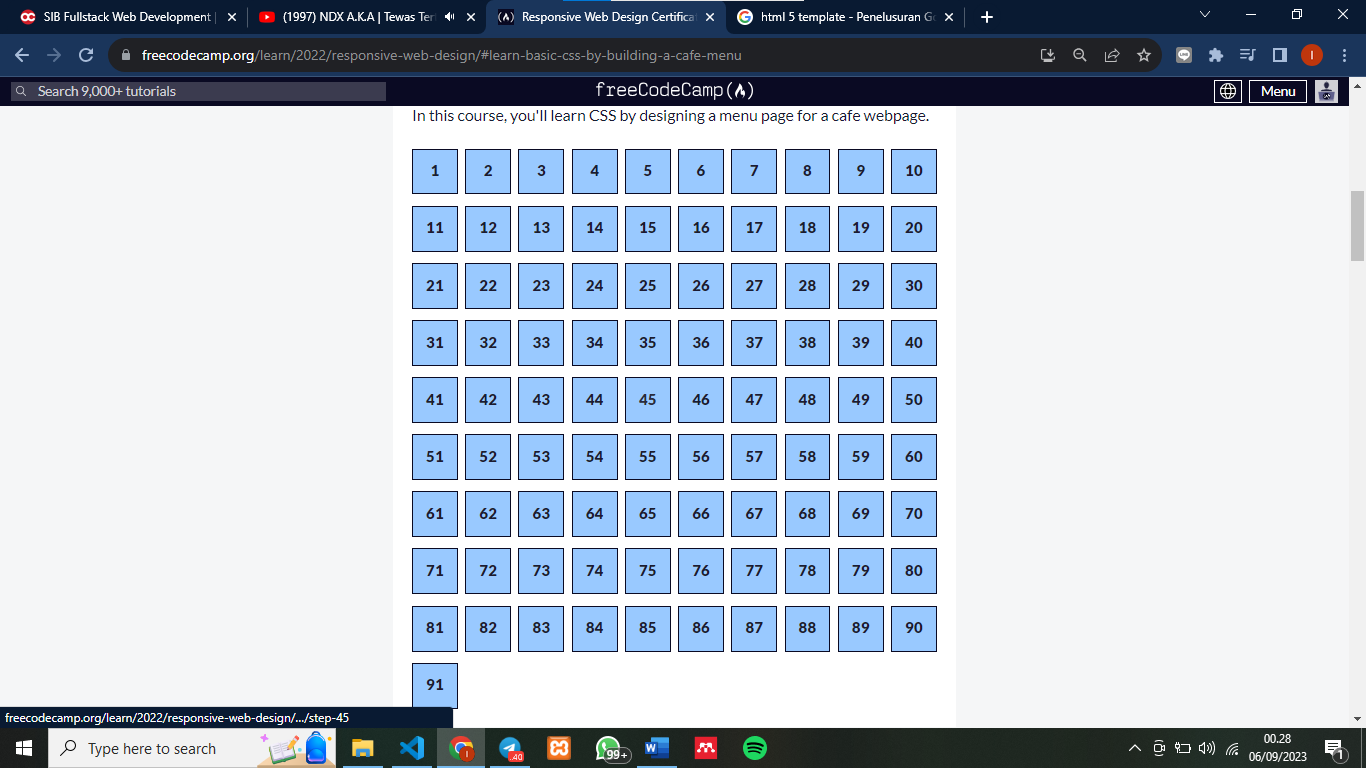 SIB Fullstack Web Development
(1997) NDX A.K.A | Tewas Ter
Responsive Web Design Certifica
html 5 template - Penelusuran G
freecodecamp.org/learn/2022/responsive-web-design/#learn-basic-css-by-building-a-cafe-menu
I
Search 9,000+ tutorials
freeCodeCamp
Menu
In this course, you'll learn CSS by designing a menu page for a cafe webpage.
1 2 3 4 5 6 7 8 9 10
11 12 13 14 15 16 17 18 19 20
21 22 23 24 25 26 27 28 29 30
31 32 33 34 35 36 37 38 39 40
41 42 43 44 45 46 47 48 49 50
51 52 53 54 55 56 57 58 59 60
61 62 63 64 65 66 67 68 69 70
71 72 73 74 75 76 77 78 79 80
81 82 83 84 85 86 87 88 89 90
91
freecodecamp.org/learn/2022/responsive-web-design/.../step-45
Type here to search
40
99+
00.28
06/09/2023
1